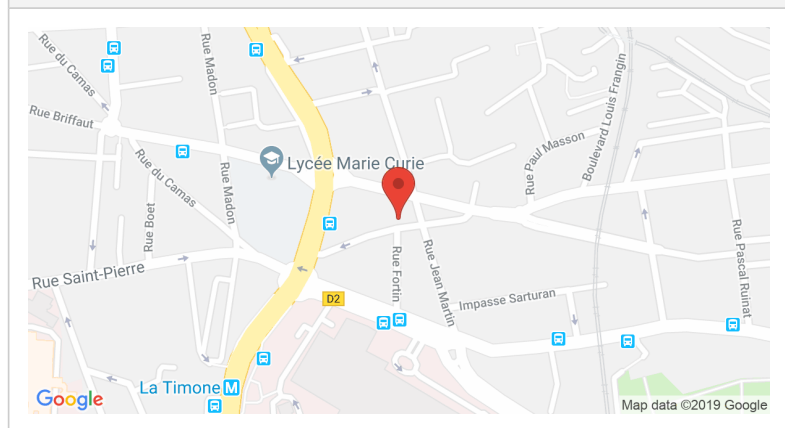 Rue du Camas
Rue Madon
Boulevard Louis Frangin
Rue Briffaut
Rue Paul Masson
Lycée Marie Curie
Rue du Camas
Rue Madon
Rue Boet
Rue Jean Martin
Rue Fortin
Rue Pascal Ruinat
Rue Saint-Pierre
D2
Impasse Sarturan
La Timone M
Google
Map data ©2019 Google